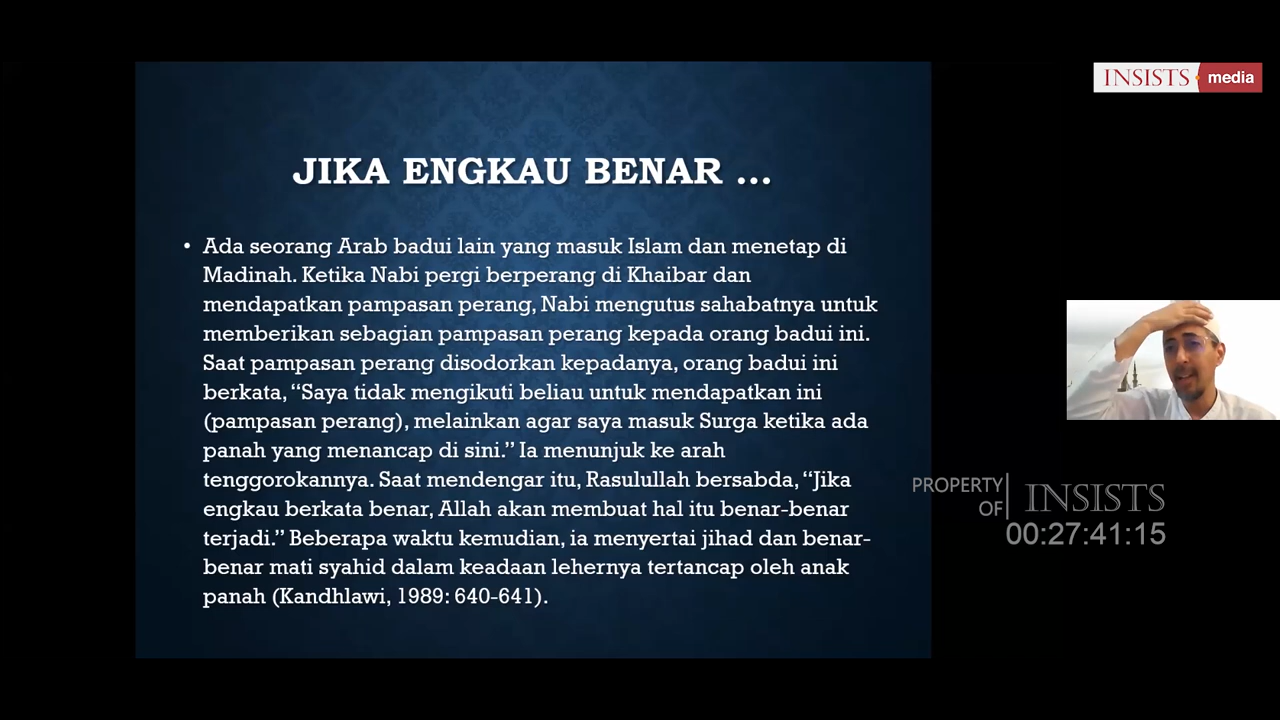 INSISTS media
JIKA ENGKAU BENAR ...
• Ada seorang Arab badui lain yang masuk Islam dan menetap di
Madinah. Ketika Nabi pergi berperang di Khaibar dan
mendapatkan pampasan perang, Nabi mengutus sahabatnya untuk
memberikan sebagian pampasan perang kepada orang badui ini.
Saat pampasan perang disodorkan kepadanya, orang badui ini
berkata, “Saya tidak mengikuti beliau untuk mendapatkan ini
(pampasan perang), melainkan agar saya masuk Surga ketika ada
panah yang menancap di sini.” Ia menunjuk ke arah
tenggorokannya. Saat mendengar itu, Rasulullah bersabda, “Jika
engkau berkata benar, Allah akan membuat hal itu benar-benar
terjadi.” Beberapa waktu kemudian, ia menyertai jihad dan benar-
benar mati syahid dalam keadaan lehernya tertancap oleh anak
panah (Kandhlawi, 1989: 640-641).
PROPERTY
OF
INSISTS
00:27:41:15